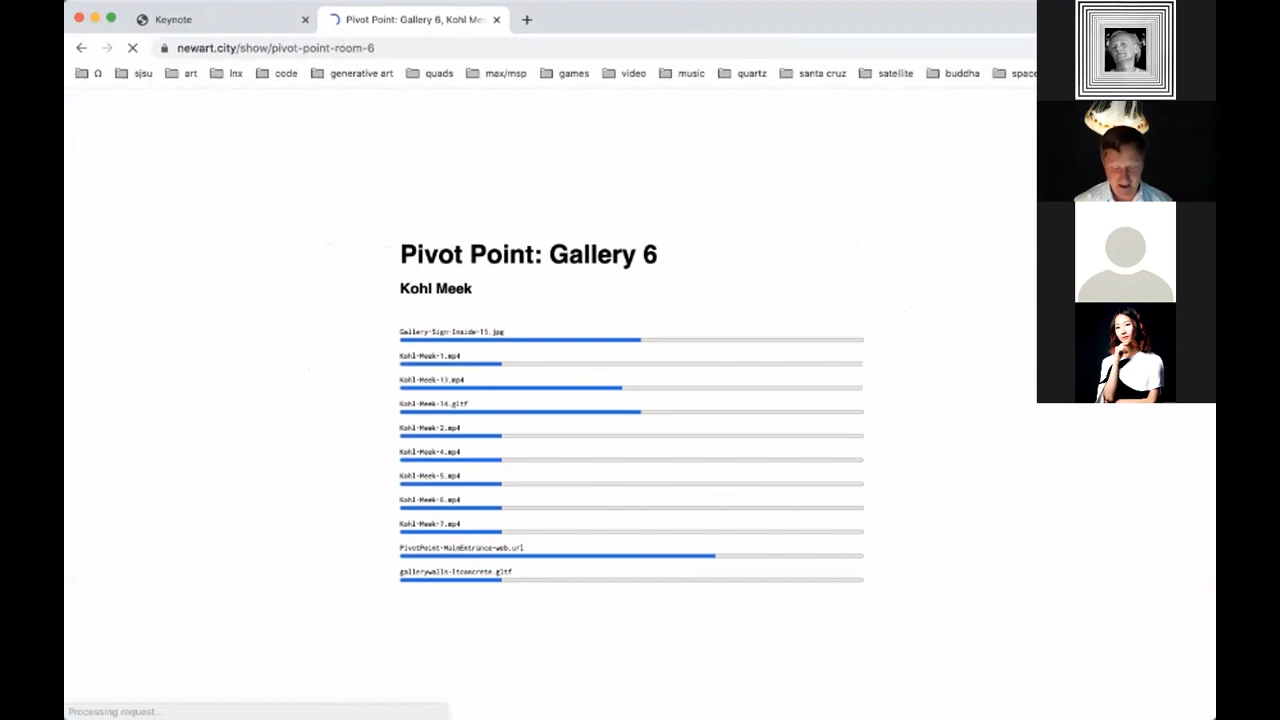 Keynote
Pivot Point: Gallery 6, Kohl Me
newart.city/show/pivot-point-room-6
Ω sjsu art lnx code generative art quads max/msp games video music quartz santa cruz satellite buddha space
Pivot Point: Gallery 6
Kohl Meek
Gallery-Sign-Inside-15.jpg
Kohl-Meek-1.mp4
Kohl-Meek-13.mp4
Kohl-Meek-14.gltf
Kohl-Meek-2.mp4
Kohl-Meek-4.mp4
Kohl-Meek-5.mp4
Kohl-Meek-6.mp4
Kohl-Meek-7.mp4
PivotPoint-MainEntrance-web.url
gallerywalls-ltconcrete.gltf
Processing request...